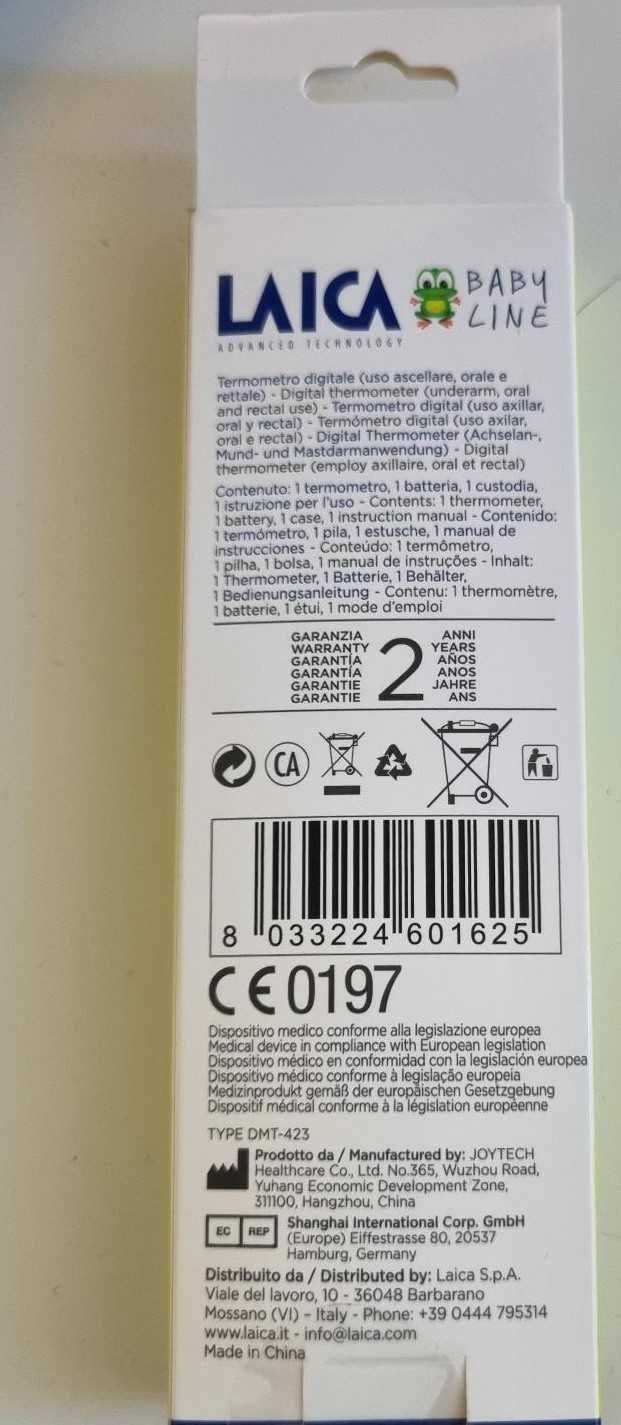 LAICA
BABY
LINE
ADVANCED TECHNOLOGY
Termometro digitale (uso ascellare, orale e
rettale) - Digital thermometer (underarm, oral
and rectal use) - Termometro digital (uso axillar,
oral y rectal) - Termómetro digital (uso axilar,
oral e rectal) - Digital Thermometer (Achselan-,
Mund- und Mastdarmanwendung) - Digital
thermometer (employ axillaire, oral et rectal)
Contenuto: 1 termometro, 1 batteria, 1 custodia,
1 istruzione per l'uso - Contents: 1 thermometer,
1 battery, 1 case, 1 instruction manual - Contenido:
1 termómetro, 1 pila, 1 estusche, 1 manual de
instrucciones - Conteúdo: 1 termômetro,
1 pilha, 1 bolsa, 1 manual de instruções - Inhalt:
1 Thermometer, 1 Batterie, 1 Behälter,
1 Bedienungsanleitung - Contenu: 1 thermomètre,
1 batterie, 1 étui, 1 mode d'emploi
GARANZIA
WARRANTY
GARANTÍA
GARANTÍA
GARANTIE
GARANTIE
2
ANNI
YEARS
AÑOS
ANOS
JAHRE
ANS
CA
8 033224 601625
CE 0197
Dispositivo medico conforme alla legislazione europea
Medical device in compliance with European legislation
Dispositivo médico en conformidad con la legislación europea
Dispositivo médico conforme à legislação europeia
Medizinprodukt gemäß der europäischen Gesetzgebung
Dispositif médical conforme à la législation européenne
TYPE DMT-423
Prodotto da / Manufactured by: JOYTECH
Healthcare Co., Ltd. No.365, Wuzhou Road,
Yuhang Economic Development Zone,
311100, Hangzhou, China
EC REP
Shanghai International Corp. GmbH
(Europe) Eiffestrasse 80, 20537
Hamburg, Germany
Distribuito da / Distributed by: Laica S.p.A.
Viale del lavoro, 10 - 36048 Barbarano
Mossano (VI) - Italy - Phone: +39 0444 795314
www.laica.it - info@laica.com
Made in China